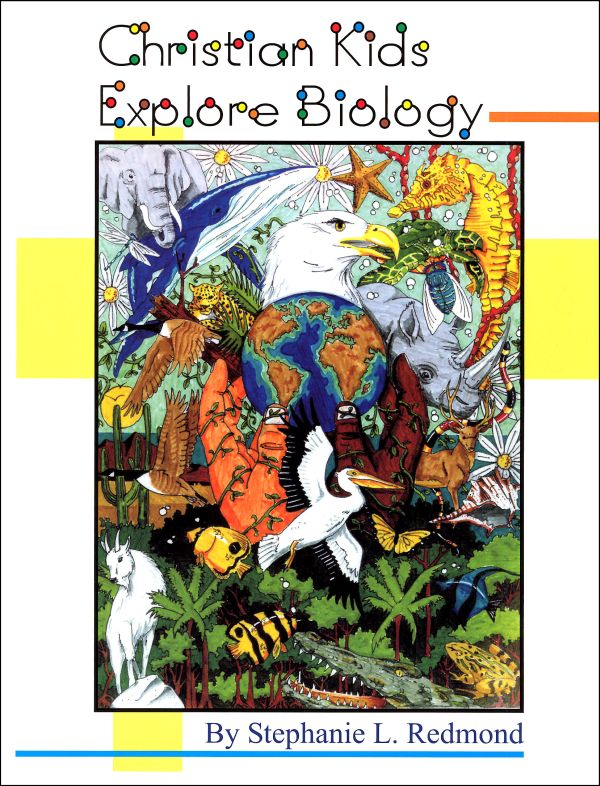 Christian Kids
Explore Biology
By Stephanie L. Redmond